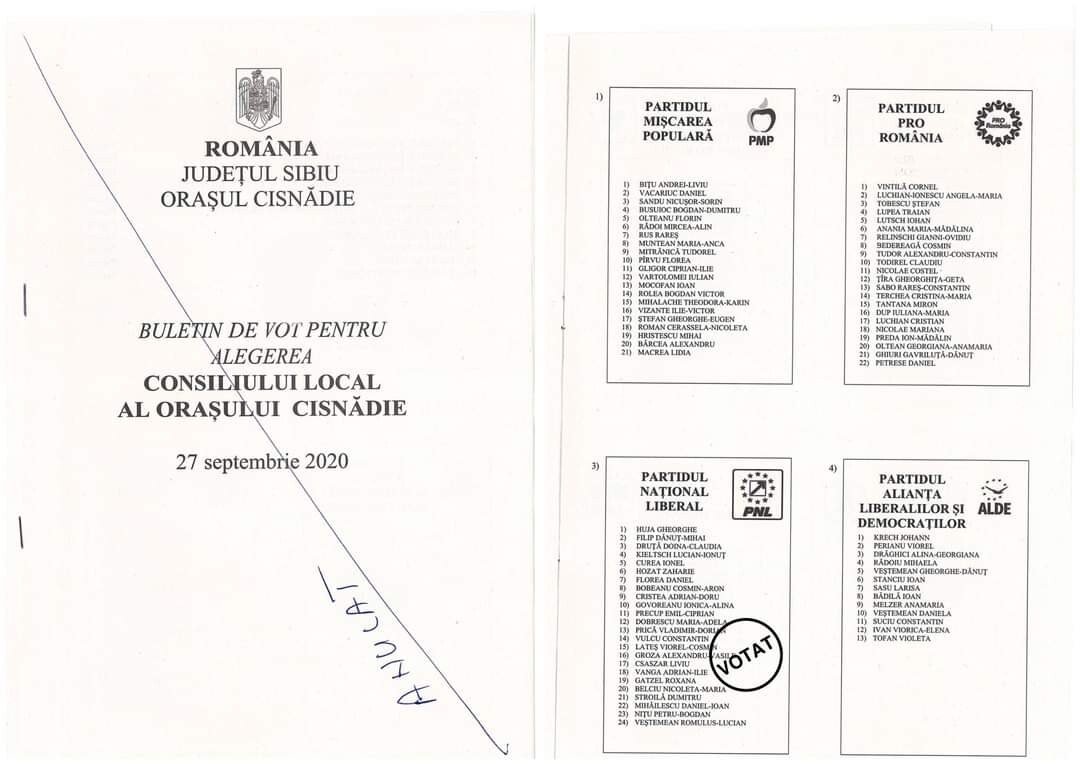 ROMÂNIA
JUDEȚUL SIBIU
ORAȘUL CISNĂDIE
BULETIN DE VOT PENTRU
ALEGEREA
CONSILIULUI LOCAL
AL ORAȘULUI CISNĂDIE
27 septembrie 2020
ANULAT
1)
PARTIDUL
MIȘCAREA
POPULARĂ
PMP
1) BIȚU ANDREI-LIVIU
2) VACARIUC DANIEL
3) SANDU NICUȘOR-SORIN
4) BUSUIOC BOGDAN-DUMITRU
5) OLTEANU FLORIN
6) RĂDOI MIRCEA-ALIN
7) RUS RAREȘ
8) MUNTEAN MARIA-ANCA
9) MITRĂNICĂ TUDOREL
10) PÎRVU FLOREA
11) GLIGOR CIPRIAN-ILIE
12) VARTOLOMEI IULIAN
13) MOCOFAN IOAN
14) ROLEA BOGDAN VICTOR
15) MIHALACHE THEODORA-KARIN
16) VIZANTE ILIE-VICTOR
17) ȘTEFAN GHEORGHE-EUGEN
18) ROMAN CERASSELA-NICOLETA
19) HRISTESCU MIHAI
20) BÂRCEA ALEXANDRU
21) MACREA LIDIA
2)
PARTIDUL
PRO
ROMÂNIA
PRO
România
1) VINTILĂ CORNEL
2) LUCHIAN-IONESCU ANGELA-MARIA
3) TOBESCU ȘTEFAN
4) LUPEA TRAIAN
5) LUTSCH IOHAN
6) ANANIA MARIA-MĂDĂLINA
7) RELINSCHI GIANNI-OVIDIU
8) BEDEREAGĂ COSMIN
9) TUDOR ALEXANDRU-CONSTANTIN
10) TODIREL CLAUDIU
11) NICOLAE COSTEL
12) ȚÎRA GHEORGHIȚA-GETA
13) SABO RAREȘ-CONSTANTIN
14) TERCHEA CRISTINA-MARIA
15) TANTANA MIRON
16) DUP IULIANA-MARIA
17) LUCHIAN CRISTIAN
18) NICOLAE MARIANA
19) PREDA ION-MĂDĂLIN
20) OLTEAN GEORGIANA-ANAMARIA
21) GHIURI GAVRILUȚĂ-DĂNUȚ
22) PETRESE DANIEL
3)
PARTIDUL
NAȚIONAL
LIBERAL
PNL
1) HUJA GHEORGHE
2) FILIP DĂNUȚ-MIHAI
3) DRUȚĂ DOINA-CLAUDIA
4) KIELTSCH LUCIAN-IONUȚ
5) CUREA IONEL
6) HOZAT ZAHARIE
7) FLOREA DANIEL
8) BOBEANU COSMIN-ARON
9) CRISTEA ADRIAN-DORU
10) GOVOREANU IONICA-ALINA
11) PRECUP EMIL-CIPRIAN
12) DOBRESCU MARIA-ADELA
13) PRICĂ VLADIMIR-DORIAN
14) VULCU CONSTANTIN
15) LATEȘ VIOREL-COSMIN
16) GROZA ALEXANDRU-VASILE
17) CSASZAR LIVIU
18) VANGA ADRIAN-ILIE
19) GATZEL ROXANA
20) BELCIU NICOLETA-MARIA
21) STROILĂ DUMITRU
22) MIHĂILESCU DANIEL-IOAN
23) NIȚU PETRU-BOGDAN
24) VEȘTEMEAN ROMULUS-LUCIAN
VOTAT
4)
PARTIDUL
ALIANȚA
LIBERALILOR ȘI
DEMOCRAȚILOR
ALDE
1) KRECH JOHANN
2) PERIANU VIOREL
3) DRĂGHICI ALINA-GEORGIANA
4) RĂDOIU MIHAELA
5) VEȘTEMEAN GHEORGHE-DĂNUȚ
6) STANCIU IOAN
7) SASU LARISA
8) BĂDILĂ IOAN
9) MELZER ANAMARIA
10) VEȘTEMEAN DANIELA
11) SUCIU CONSTANTIN
12) IVAN VIORICA-ELENA
13) TOFAN VIOLETA